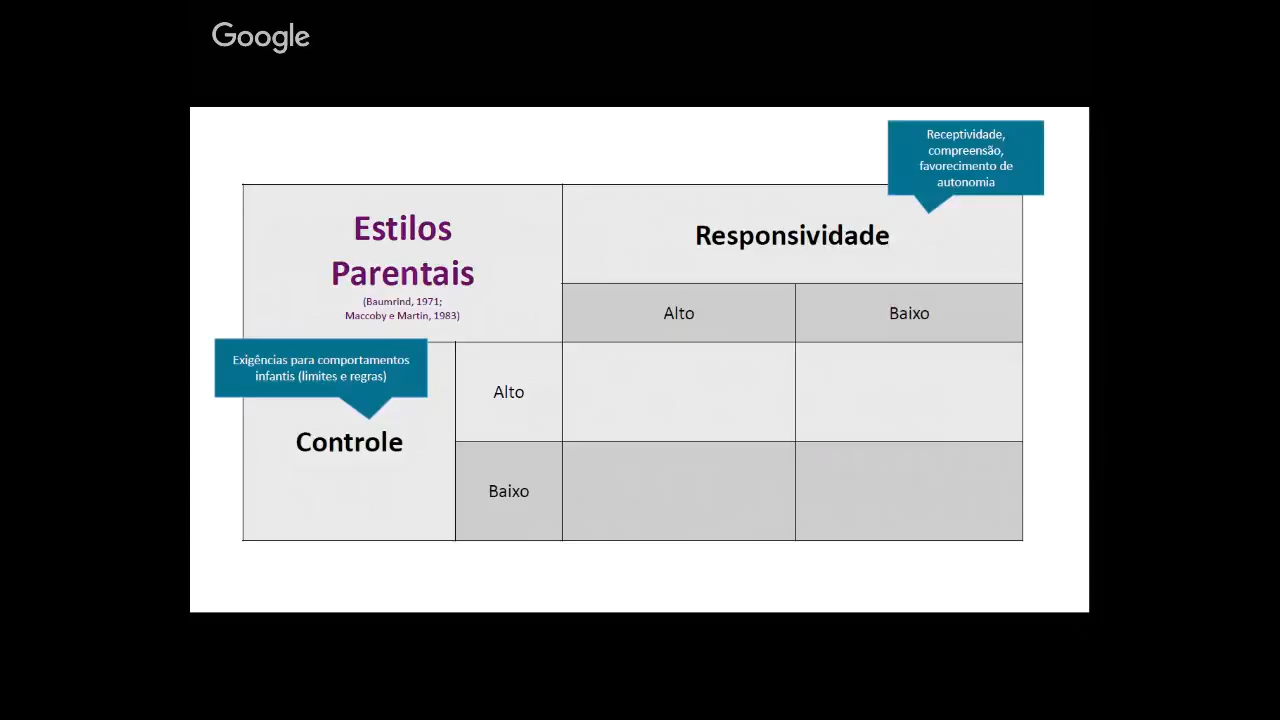 Google
Receptividade,
compreensão,
favorecimento de
autonomia
Estilos
Parentais
(Baumrind, 1971;
Maccoby e Martin, 1983)
Responsividade
Alto
Baixo
Exigências para comportamentos
infantis (limites e regras)
Controle
Alto
Baixo